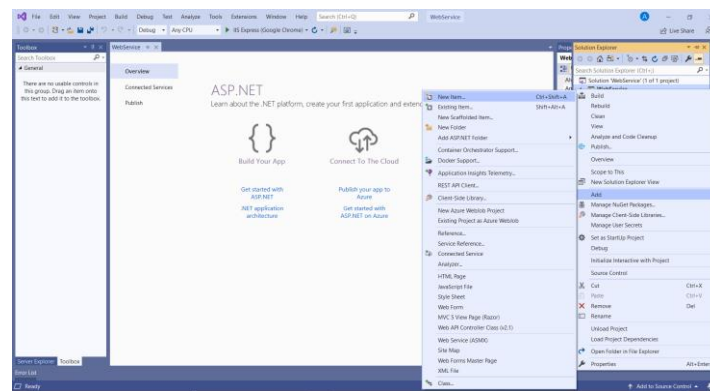 File Edit View Project Build Debug Test Analyze Tools Extensions Window Help Search (Ctrl+Q) WebService
Debug Any CPU IIS Express (Google Chrome) Live Share
Toolbox
Search Toolbox
General
There are no usable controls in
this group. Drag an item onto
this text to add it to the toolbox.
Server Explorer Toolbox
Error List
Ready
WebService
Overview
Connected Services
Publish
ASP.NET
Learn about the .NET platform, create your first application and exten
Build Your App
Connect To The Cloud
Get started with
ASP.NET
.NET application
architecture
Publish your app to
Azure
Get started with
ASP.NET on Azure
New Item... Ctrl+Shift+A
Existing Item... Shift+Alt+A
New Scaffolded Item...
New Folder
Add ASP.NET Folder
Container Orchestrator Support...
Docker Support...
Application Insights Telemetry...
REST API Client...
Client-Side Library...
New Azure WebJob Project
Existing Project as Azure WebJob
Reference...
Service Reference...
Connected Service
Analyzer...
HTML Page
JavaScript File
Style Sheet
Web Form
MVC 5 View Page (Razor)
Web API Controller Class (v2.1)
Web Service (ASMX)
Site Map
Web Forms Master Page
XML File
Class...
Solution Explorer
Search Solution Explorer (Ctrl+;)
Solution 'WebService' (1 of 1 project)
WebService
Build
Rebuild
Clean
View
Analyze and Code Cleanup
Publish...
Overview
Scope to This
New Solution Explorer View
Add
Manage NuGet Packages...
Manage Client-Side Libraries...
Manage User Secrets
Set as StartUp Project
Debug
Initialize Interactive with Project
Source Control
Cut Ctrl+X
Paste Ctrl+V
Remove Del
Rename
Unload Project
Load Project Dependencies
Open Folder in File Explorer
Properties Alt+Enter
Add to Source Control